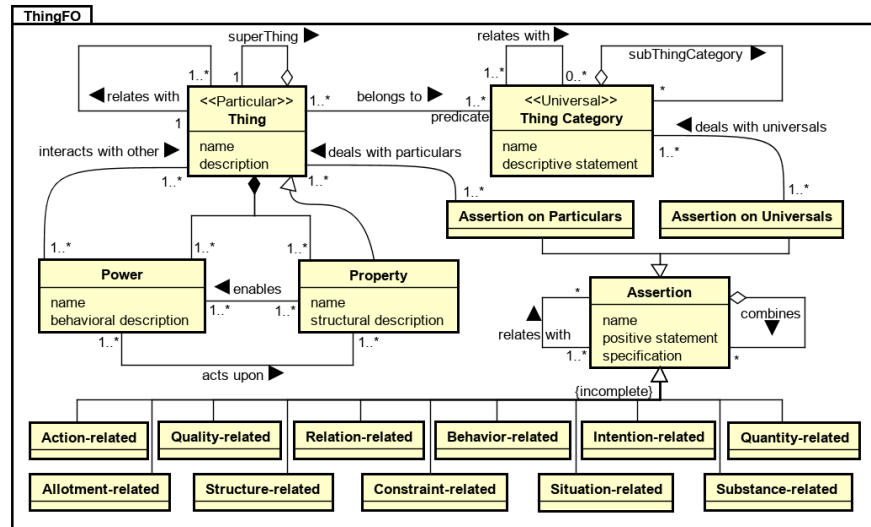 ThingFO
superThing
relates with
subThingCategory
1..*
1
1..*
0..*
relates with
1..*
belongs to
1..*
*
1
predicate
<<Particular>>
Thing
name
description
<<Universal>>
Thing Category
name
descriptive statement
deals with universals
1..*
interacts with other
deals with particulars
1..*
1..*
1..*
1..*
Assertion on Particulars
Assertion on Universals
1..*
1..*
1..*
Power
name
behavioral description
enables
1..*
1..*
Property
name
structural description
Assertion
name
positive statement
specification
*
relates with
1..*
combines
*
1..*
1..*
acts upon
{incomplete}
Action-related
Quality-related
Relation-related
Behavior-related
Intention-related
Quantity-related
Allotment-related
Structure-related
Constraint-related
Situation-related
Substance-related